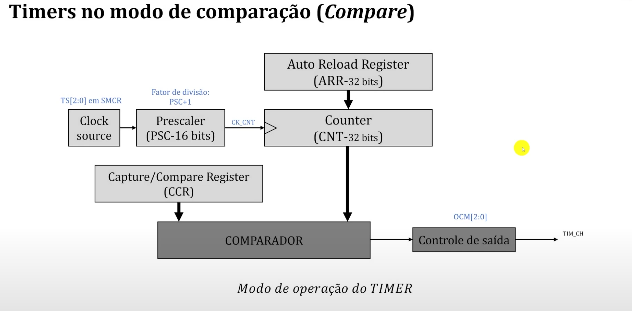 Timers no modo de comparação (Compare)
Auto Reload Register
(ARR-32 bits)
Fator de divisão:
PSC+1
TS[2:0] em SMCR
Clock
source
Prescaler
(PSC-16 bits)
CK_CNT
Counter
(CNT-32 bits)
Capture/Compare Register
(CCR)
COMPARADOR
OCM[2:0]
Controle de saída
TIM_CH
Modo de operação do TIMER